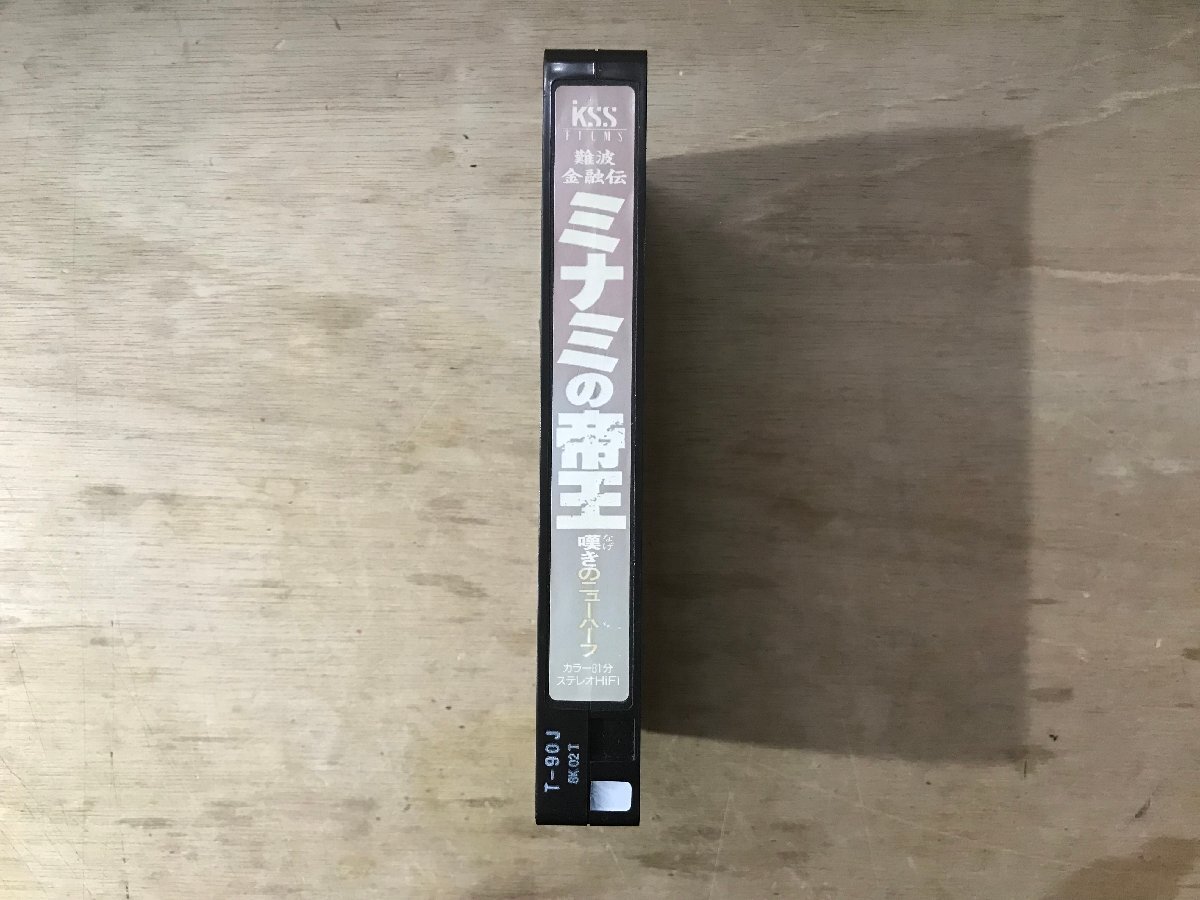 KSS
FILMS
難波
金融伝
ミナミの帝王
嘆きのニューハーフ
なげ
カラー81分
ステレオHiFi
T-90J
8K02T